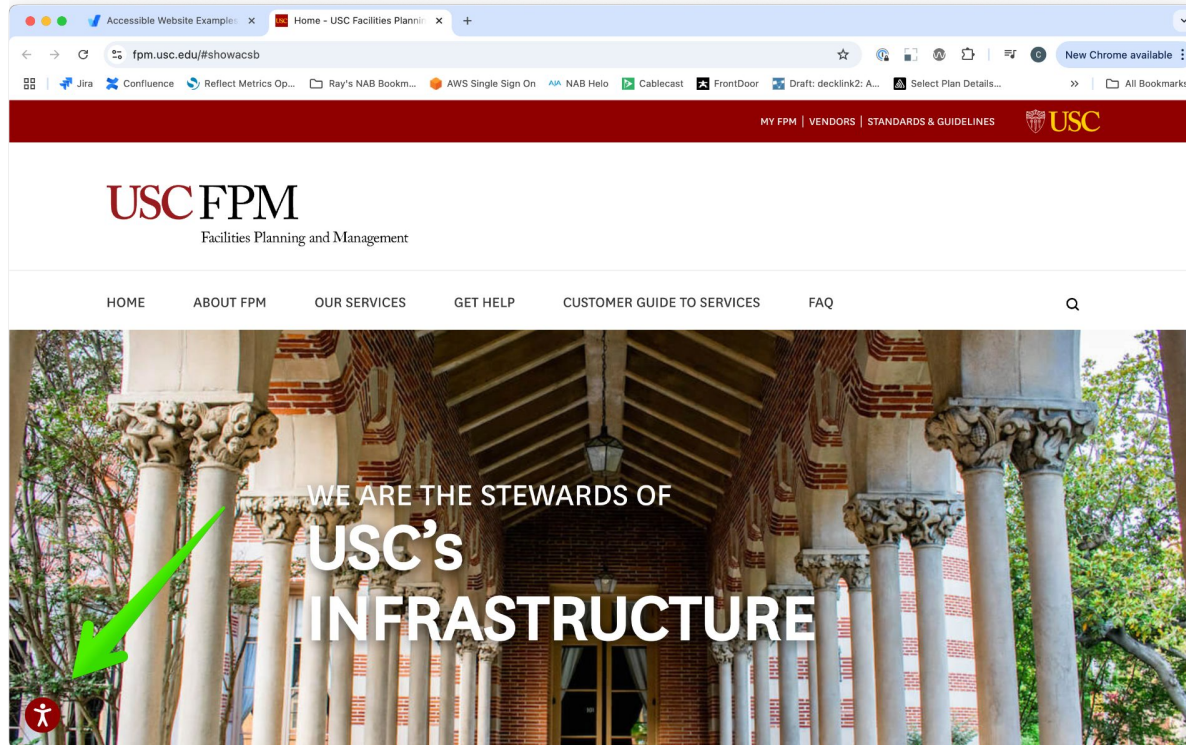 Accessible Website Examples
Home - USC Facilities Plannin
fpm.usc.edu/#showacsb
C
New Chrome available
Jira
Confluence
Reflect Metrics Op...
Ray's NAB Bookm...
AWS Single Sign On
AJA NAB Helo
Cablecast
FrontDoor
Draft: decklink2: A...
Select Plan Details...
All Bookmarks
MY FPM | VENDORS | STANDARDS & GUIDELINES
USC
USC FPM
Facilities Planning and Management
HOME ABOUT FPM OUR SERVICES GET HELP CUSTOMER GUIDE TO SERVICES FAQ
WE ARE THE STEWARDS OF
USC's
INFRASTRUCTURE